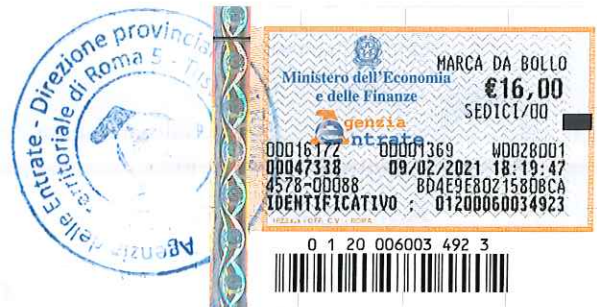 Agenzia delle Entrate - Direzione provinciale
Territoriale di Roma 5
MARCA DA BOLLO
Ministero dell'Economia
e delle Finanze
€16,00
SEDICI/00
Agenzia
Entrate
00016172 00001369 W0028001
00047338 09/02/2021 18:19:47
4578-00088 BD4E9E802158DBCA
IDENTIFICATIVO : 01200060034923
0 1 20 006003 492 3